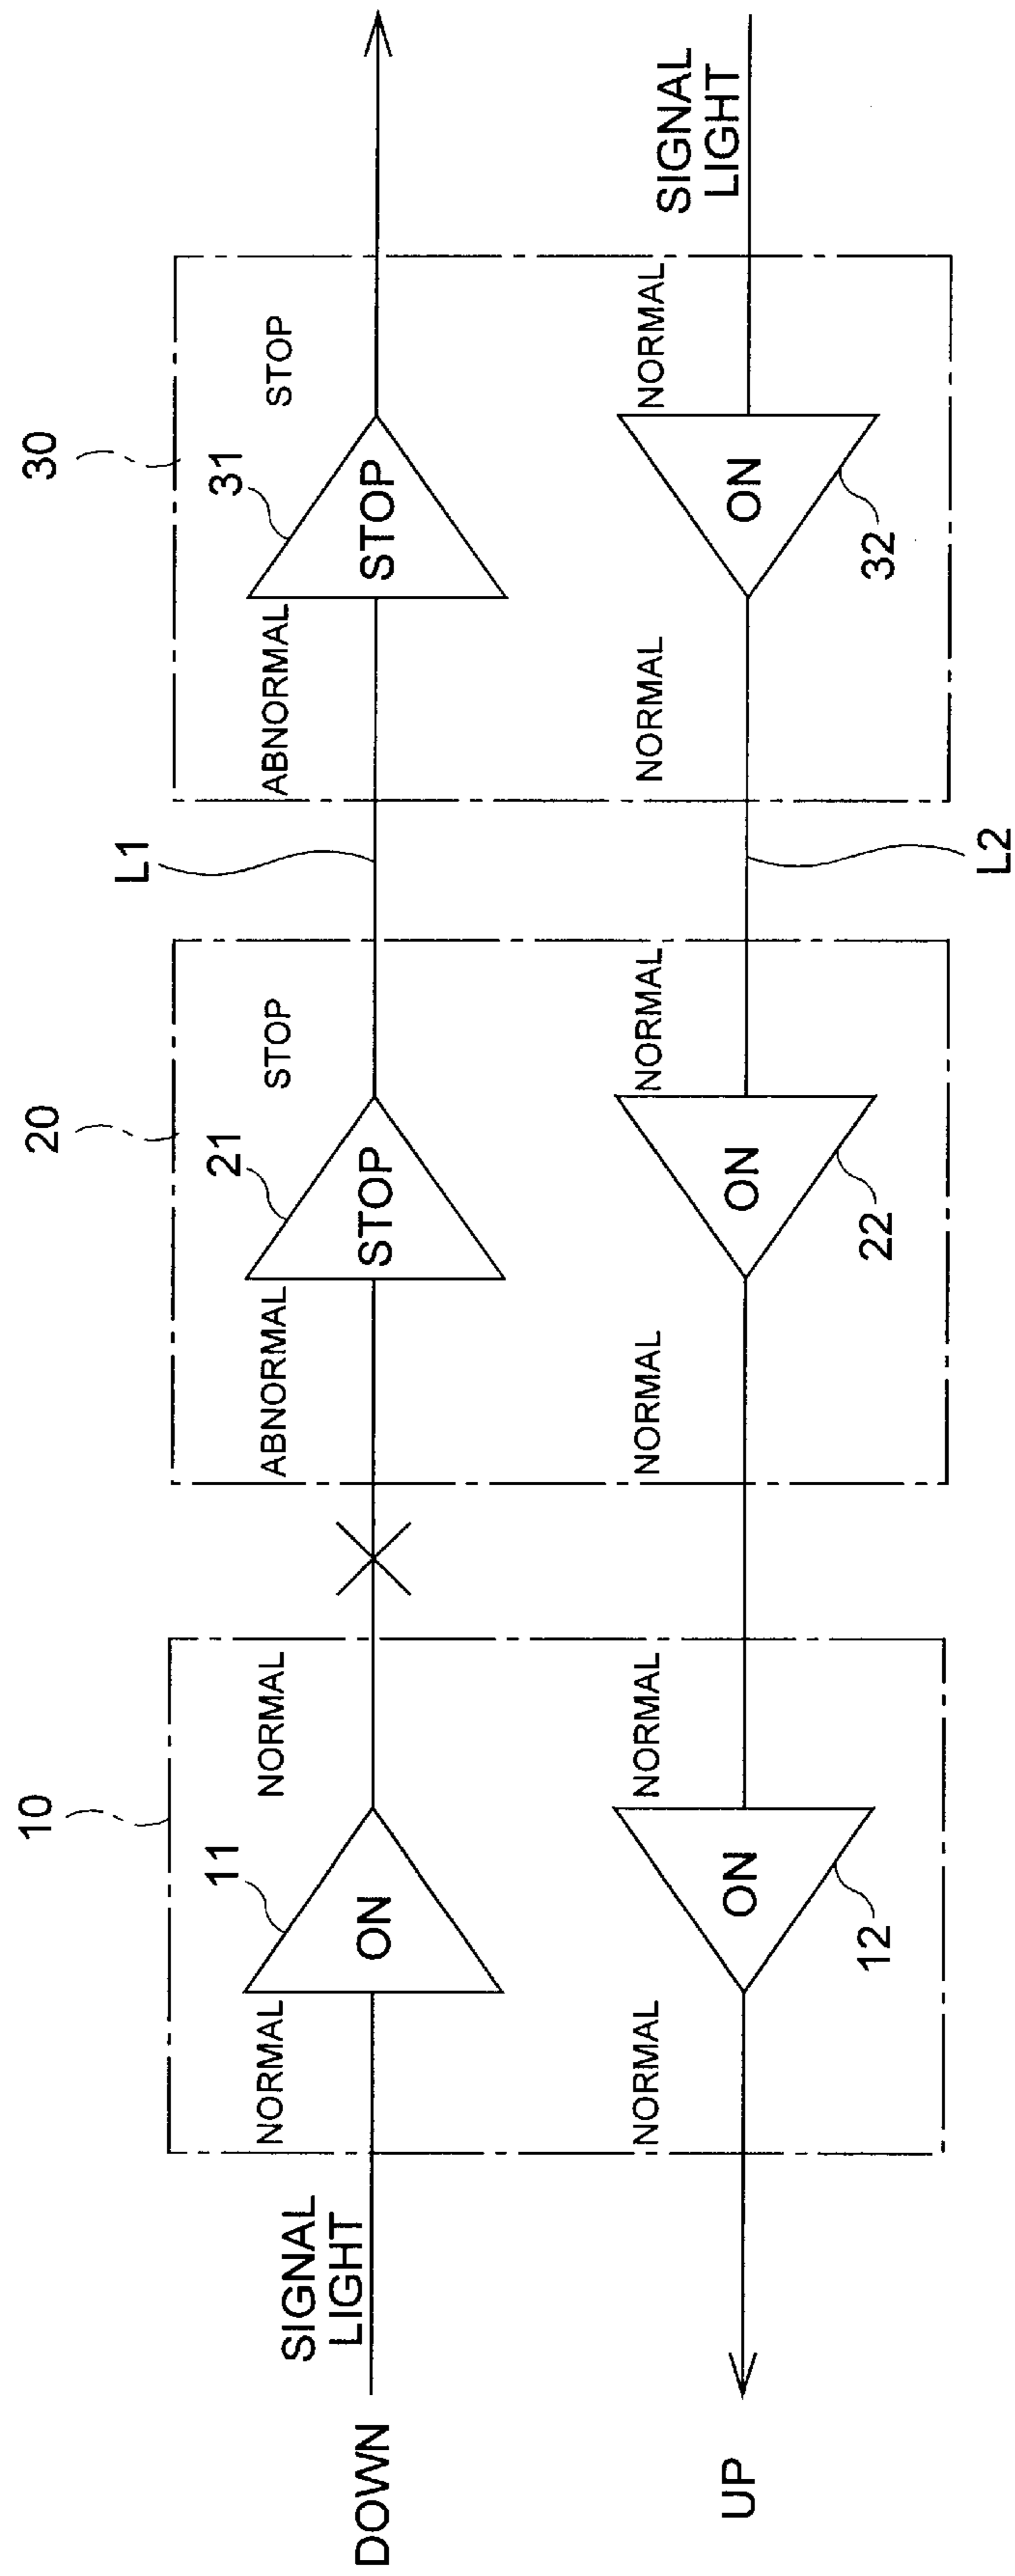 10
20
30
11
21
31
L1
NORMAL
NORMAL
ABNORMAL
STOP
ABNORMAL
STOP
SIGNAL
LIGHT
DOWN
ON
STOP
STOP
NORMAL
NORMAL
NORMAL
NORMAL
NORMAL
NORMAL
SIGNAL
LIGHT
UP
ON
ON
ON
12
22
32
L2